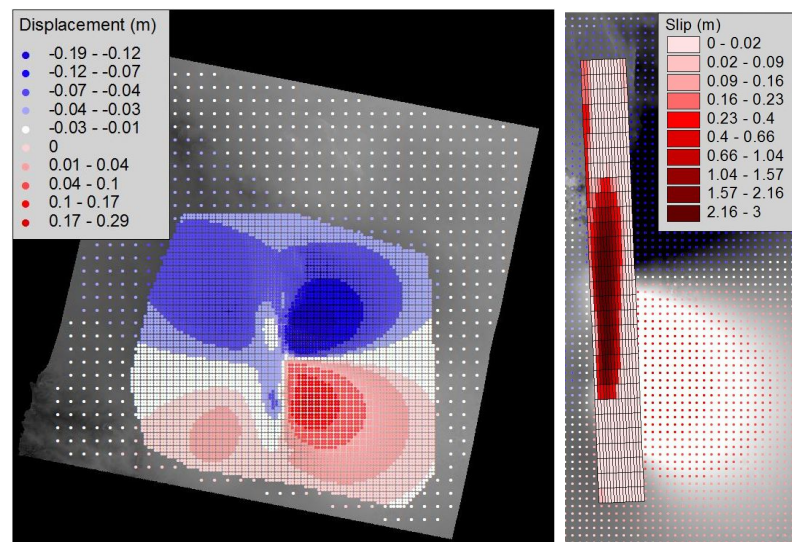 Displacement (m)
-0.19 - -0.12
-0.12 - -0.07
-0.07 - -0.04
-0.04 - -0.03
-0.03 - -0.01
0
0.01 - 0.04
0.04 - 0.1
0.1 - 0.17
0.17 - 0.29
Slip (m)
0 - 0.02
0.02 - 0.09
0.09 - 0.16
0.16 - 0.23
0.23 - 0.4
0.4 - 0.66
0.66 - 1.04
1.04 - 1.57
1.57 - 2.16
2.16 - 3